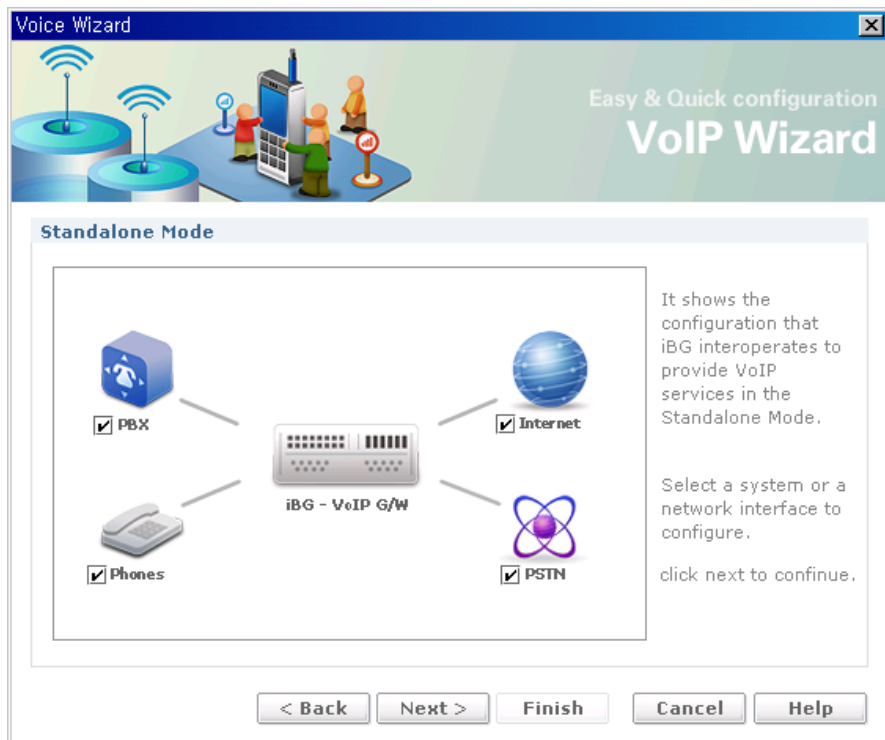 Voice Wizard
Easy & Quick configuration
VoIP Wizard
Standalone Mode
PBX
Internet
iBG - VoIP G/W
Phones
PSTN
It shows the
configuration that
iBG interoperates to
provide VoIP
services in the
Standalone Mode.
Select a system or a
network interface to
configure.
click next to continue.
< Back
Next >
Finish
Cancel
Help